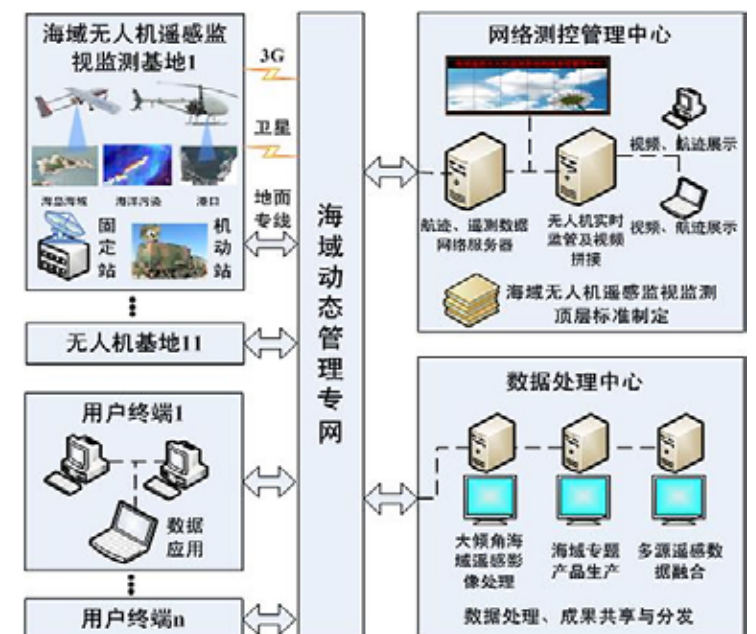 海域无人机遥感监
视监测基地1
3G
卫星
海岛海域
海洋污染
港口
地面
专线
固
定
站
机
动
站
无人机基地11
用户终端1
数据
应用
用户终端n
海
域
动
态
管
理
专
网
网络测控管理中心
视频、航迹展示
航迹、遥测数据
网络服务器
无人机实时
监管及视频
拼接
视频、航迹展示
海域无人机遥感监视监测
顶层标准制定
数据处理中心
大倾角海
域遥感影
像处理
海域专题
产品生产
多源遥感数
据融合
数据处理、成果共享与分发